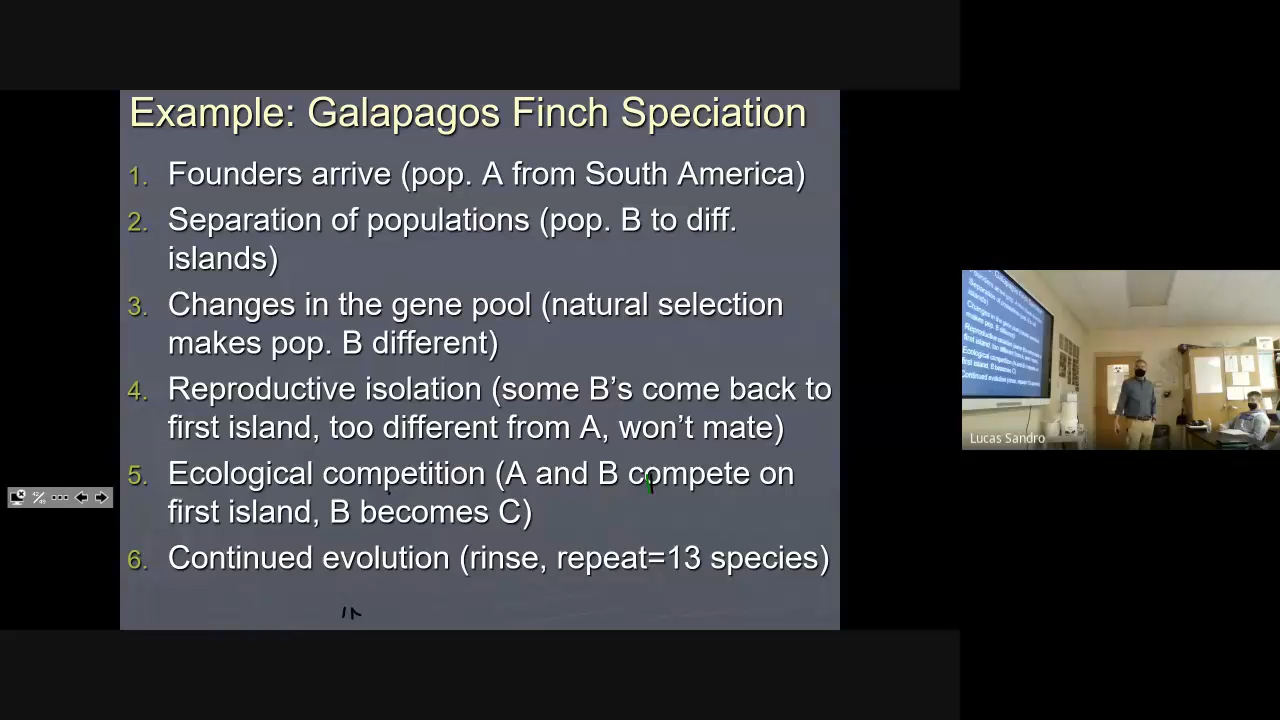 Example: Galapagos Finch Speciation
1. Founders arrive (pop. A from South America)
2. Separation of populations (pop. B to diff.
islands)
3. Changes in the gene pool (natural selection
makes pop. B different)
4. Reproductive isolation (some B’s come back to
first island, too different from A, won’t mate)
5. Ecological competition (A and B compete on
first island, B becomes C)
6. Continued evolution (rinse, repeat=13 species)
Lucas Sandro